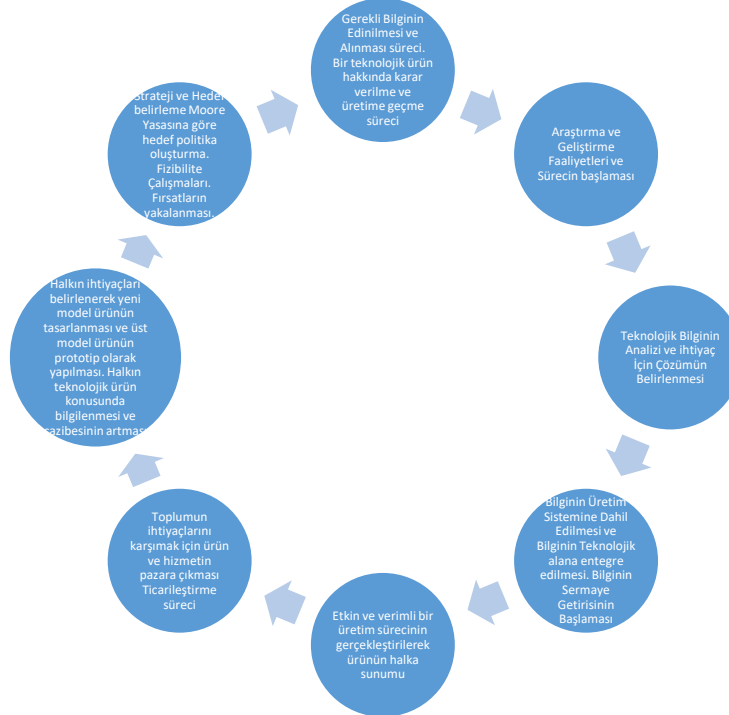 Gerekli Bilginin
Edinilmesi ve
Alınması süreci.
Bir teknolojik ürün
hakkında karar
verilme ve
üretime geçme
süreci
Araştırma ve
Geliştirme
Faaliyetleri ve
Sürecin başlaması
Teknolojik Bilginin
Analizi ve ihtiyaç
İçin Çözümün
Belirlenmesi
Bilginin Üretim
Sistemine Dahil
Edilmesi ve
Bilginin Teknolojik
alana entegre
edilmesi. Bilginin
Sermaye
Getirisinin
Başlaması
Etkin ve verimli bir
üretim sürecinin
gerçekleştirilerek
ürünün halka
sunumu
Toplumun
ihtiyaçlarını
karşımak için ürün
ve hizmetin
pazara çıkması
Ticarileştirme
süreci
Halkın ihtiyaçları
belirlenerek yeni
model ürünün
tasarlanması ve üst
model ürünün
prototip olarak
yapılması. Halkın
teknolojik ürün
konusunda
bilgilenmesi ve
cazibesinin artması
Strateji ve Hedef
belirleme Moore
Yasasına göre
hedef politika
oluşturma.
Fizibilite
Çalışmaları.
Fırsatların
yakalanması.